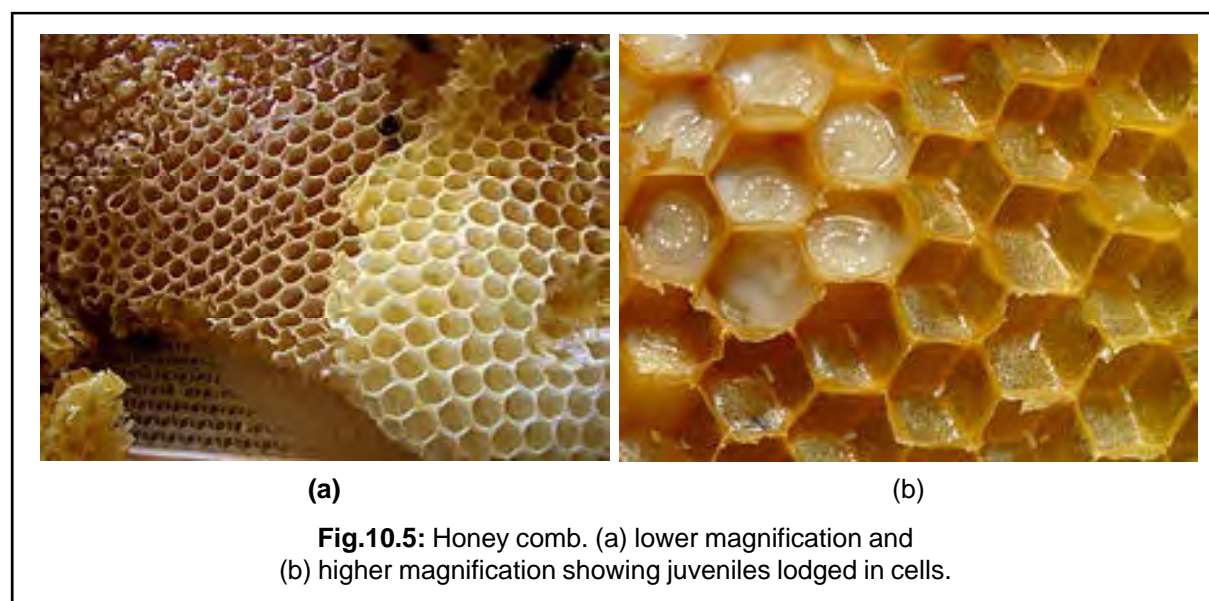 (a)
(b)
Fig.10.5: Honey comb. (a) lower magnification and
(b) higher magnification showing juveniles lodged in cells.